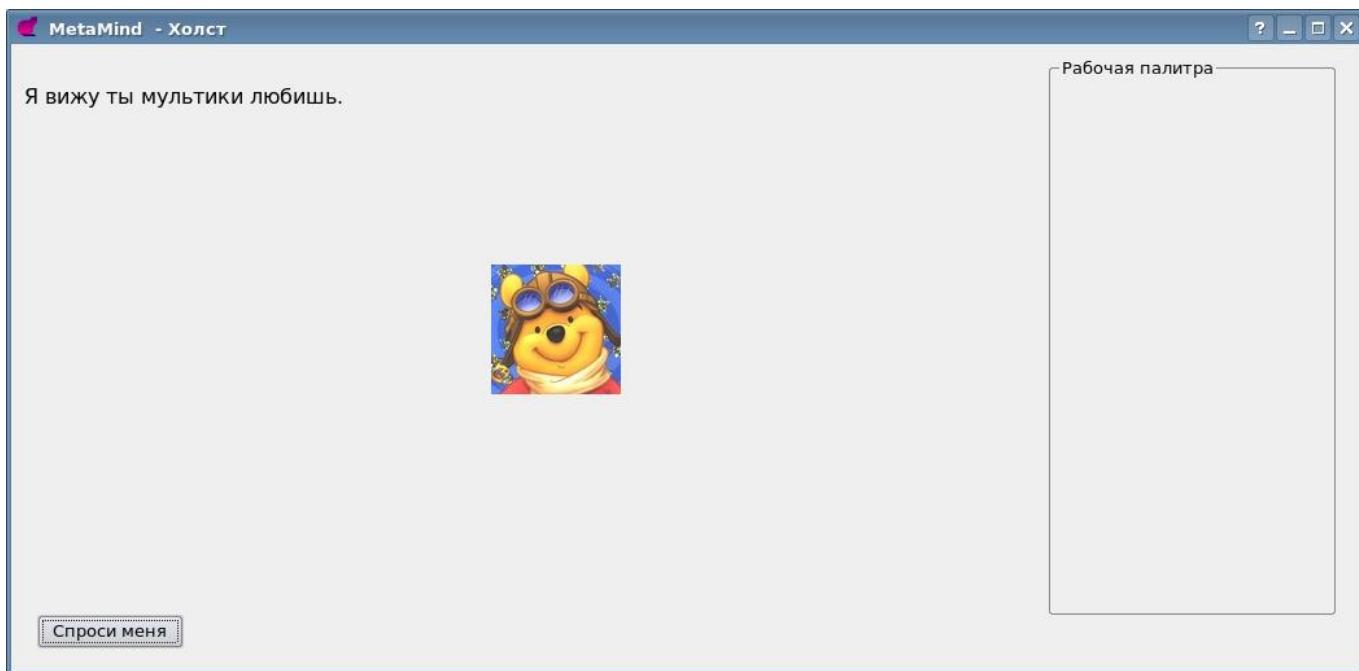 MetaMind - Холст
Рабочая палитра
Я вижу ты мультики любишь.
Спроси меня